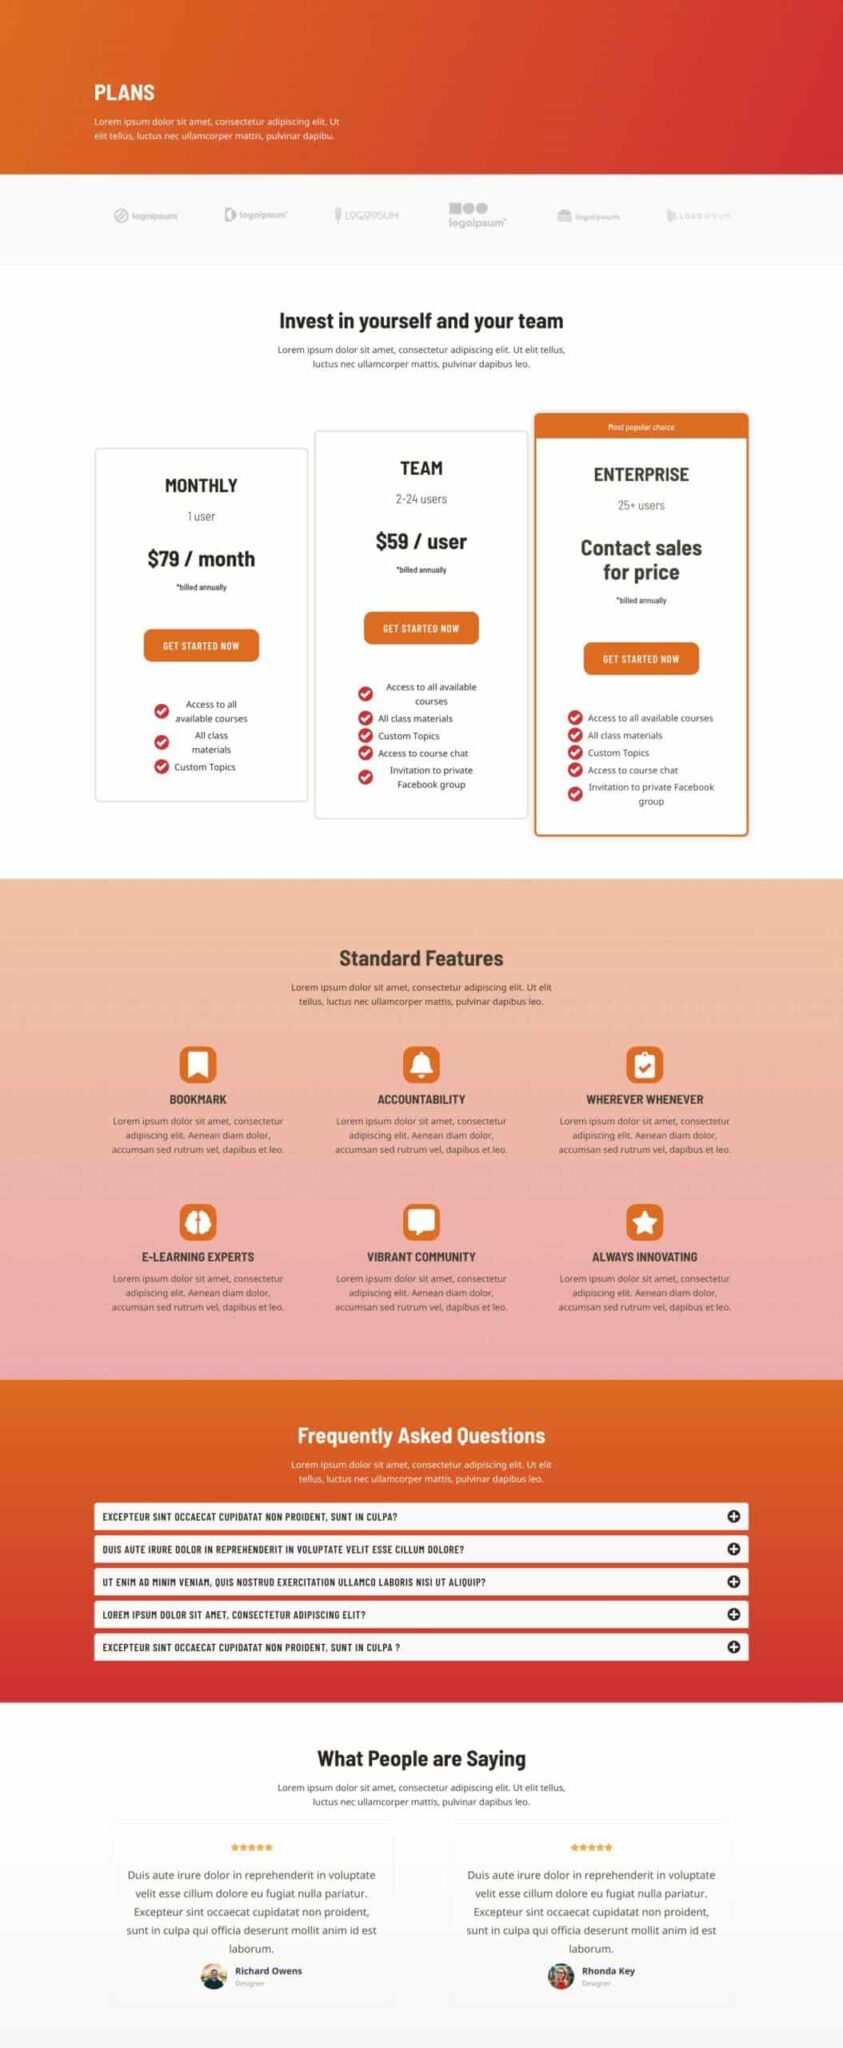 PLANS
Lorem ipsum dolor sit amet, consectetur adipiscing elit. Ut
elit tellus, luctus nec ullamcorper mattis, pulvinar dapibu.
logoipsum
logoipsum
LOGOIPSUM
logoipsum
logoipsum
LOGOIPSUM
Invest in yourself and your team
Lorem ipsum dolor sit amet, consectetur adipiscing elit. Ut elit tellus,
luctus nec ullamcorper mattis, pulvinar dapibus leo.
MONTHLY
1 user
$79 / month
*billed annually
GET STARTED NOW
Access to all
available courses
All class
materials
Custom Topics
TEAM
2-24 users
$59 / user
*billed annually
GET STARTED NOW
Access to all available
courses
All class materials
Custom Topics
Access to course chat
Invitation to private
Facebook group
Most popular choice
ENTERPRISE
25+ users
Contact sales
for price
*billed annually
GET STARTED NOW
Access to all available courses
All class materials
Custom Topics
Access to course chat
Invitation to private Facebook
group
Standard Features
Lorem ipsum dolor sit amet, consectetur adipiscing elit. Ut elit
tellus, luctus nec ullamcorper mattis, pulvinar dapibus leo.
BOOKMARK
Lorem ipsum dolor sit amet, consectetur
adipiscing elit. Aenean diam dolor,
accumsan sed rutrum vel, dapibus et leo.
ACCOUNTABILITY
Lorem ipsum dolor sit amet, consectetur
adipiscing elit. Aenean diam dolor,
accumsan sed rutrum vel, dapibus et leo.
WHEREVER WHENEVER
Lorem ipsum dolor sit amet, consectetur
adipiscing elit. Aenean diam dolor,
accumsan sed rutrum vel, dapibus et leo.
E-LEARNING EXPERTS
Lorem ipsum dolor sit amet, consectetur
adipiscing elit. Aenean diam dolor,
accumsan sed rutrum vel, dapibus et leo.
VIBRANT COMMUNITY
Lorem ipsum dolor sit amet, consectetur
adipiscing elit. Aenean diam dolor,
accumsan sed rutrum vel, dapibus et leo.
ALWAYS INNOVATING
Lorem ipsum dolor sit amet, consectetur
adipiscing elit. Aenean diam dolor,
accumsan sed rutrum vel, dapibus et leo.
Frequently Asked Questions
Lorem ipsum dolor sit amet, consectetur adipiscing elit. Ut elit
tellus, luctus nec ullamcorper mattis, pulvinar dapibus leo.
EXCEPTEUR SINT OCCAECAT CUPIDATAT NON PROIDENT, SUNT IN CULPA?
DUIS AUTE IRURE DOLOR IN REPREHENDERIT IN VOLUPTATE VELIT ESSE CILLUM DOLORE?
UT ENIM AD MINIM VENIAM, QUIS NOSTRUD EXERCITATION ULLAMCO LABORIS NISI UT ALIQUIP?
LOREM IPSUM DOLOR SIT AMET, CONSECTETUR ADIPISCING ELIT?
EXCEPTEUR SINT OCCAECAT CUPIDATAT NON PROIDENT, SUNT IN CULPA ?
What People are Saying
Lorem ipsum dolor sit amet, consectetur adipiscing elit. Ut elit tellus,
luctus nec ullamcorper mattis, pulvinar dapibus leo.
Duis aute irure dolor in reprehenderit in voluptate
velit esse cillum dolore eu fugiat nulla pariatur.
Excepteur sint occaecat cupidatat non proident,
sunt in culpa qui officia deserunt mollit anim id est
laborum.
Richard Owens
Designer
Duis aute irure dolor in reprehenderit in voluptate
velit esse cillum dolore eu fugiat nulla pariatur.
Excepteur sint occaecat cupidatat non proident,
sunt in culpa qui officia deserunt mollit anim id est
laborum.
Rhonda Key
Designer